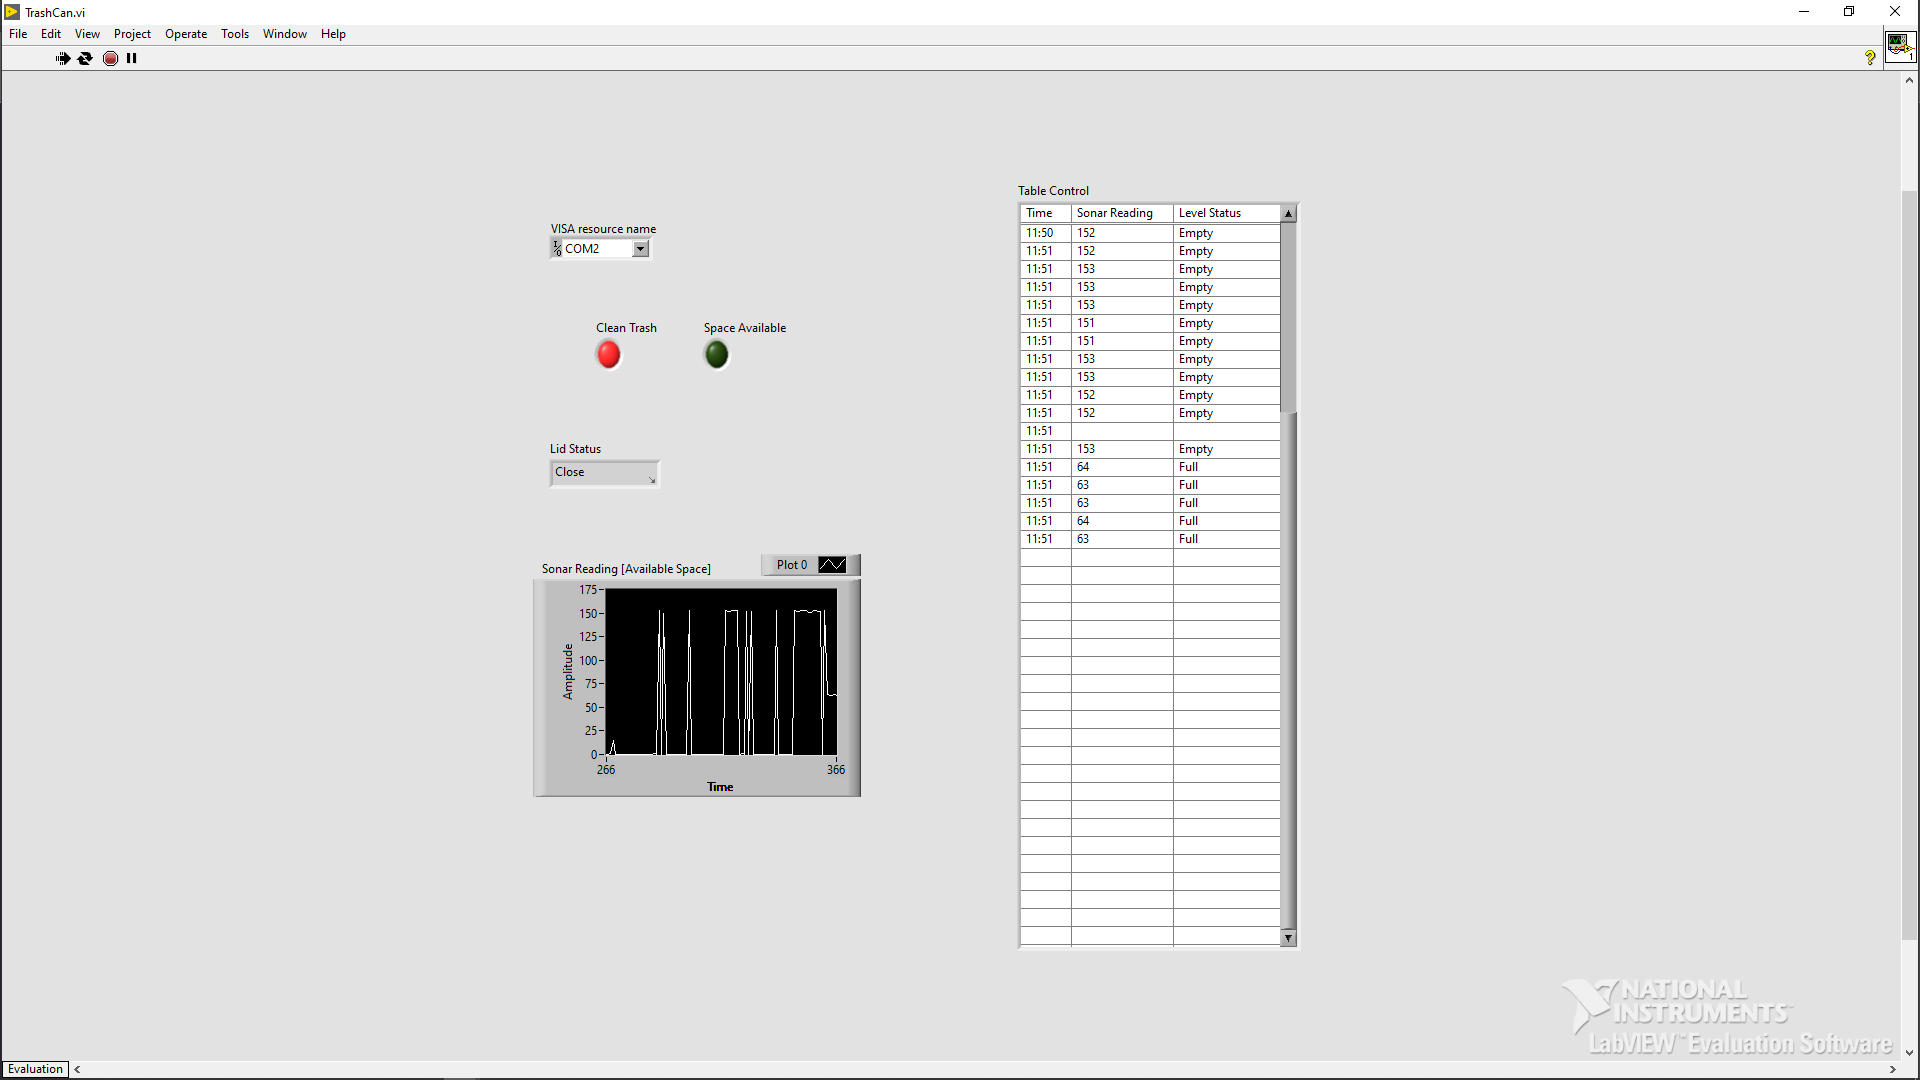 TrashCan.vi
File Edit View Project Operate Tools Window Help
1
Table Control
Time Sonar Reading Level Status
11:50 152 Empty
11:51 152 Empty
11:51 153 Empty
11:51 153 Empty
11:51 153 Empty
11:51 151 Empty
11:51 151 Empty
11:51 153 Empty
11:51 153 Empty
11:51 152 Empty
11:51 152 Empty
11:51
11:51 153 Empty
11:51 64 Full
11:51 63 Full
11:51 63 Full
11:51 64 Full
11:51 63 Full
VISA resource name
I/O COM2
Clean Trash Space Available
Lid Status
Close
Sonar Reading [Available Space] Plot 0
175
150
125
100
75
50
25
0
Amplitude
266 366
Time
NATIONAL
INSTRUMENTS™
LabVIEW™ Evaluation Software
Evaluation